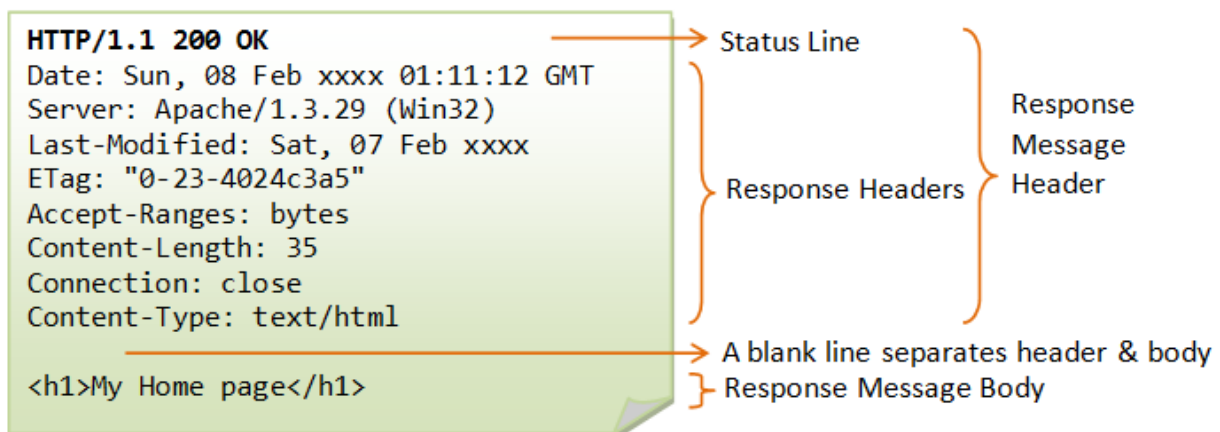 HTTP/1.1 200 OK
Date: Sun, 08 Feb xxxx 01:11:12 GMT
Server: Apache/1.3.29 (Win32)
Last-Modified: Sat, 07 Feb xxxx
ETag: "0-23-4024c3a5"
Accept-Ranges: bytes
Content-Length: 35
Connection: close
Content-Type: text/html
<h1>My Home page</h1>
Status Line
Response Headers
Response
Message
Header
A blank line separates header & body
Response Message Body